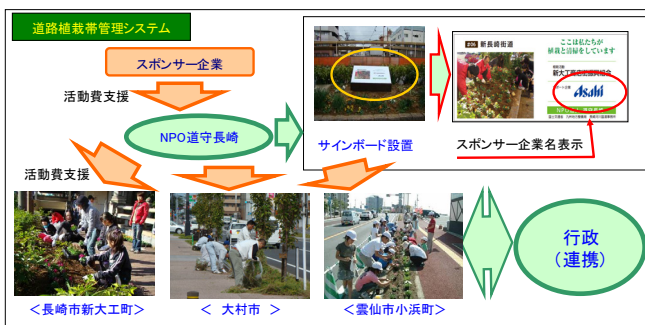 道路植栽帯管理システム
スポンサー企業
活動費支援
NPO道守長崎
サインボード設置
新長崎街道
ここは私たちが
植栽と清掃をしています
Asahi
スポンサー企業名表示
活動費支援
行政
(連携)
＜長崎市新大工町＞
＜ 大村市 ＞
＜雲仙市小浜町＞